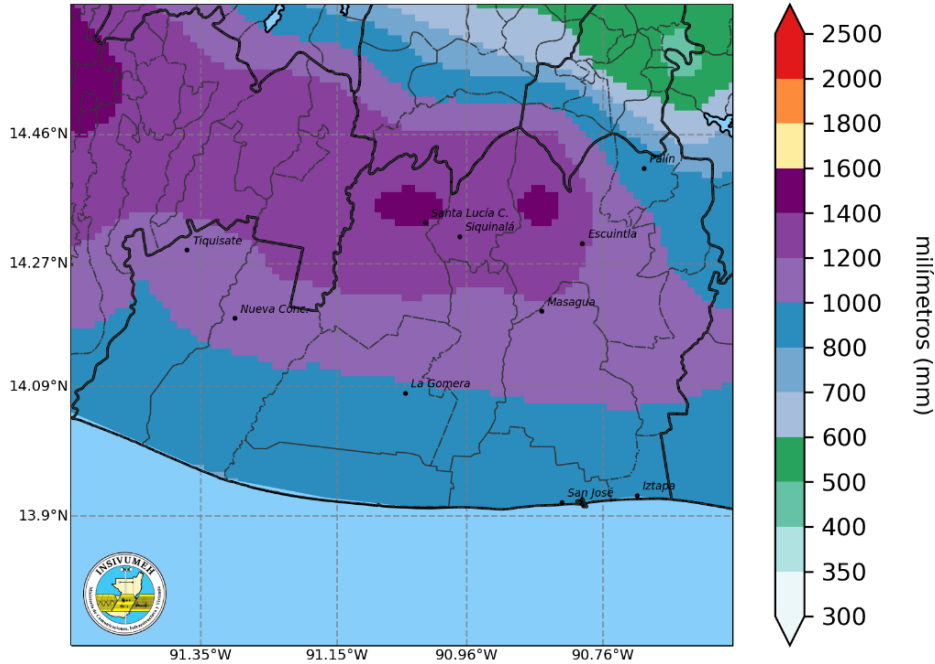 14.46°N
14.27°N
14.09°N
13.9°N
Palín
Santa Lucía C.
Siquinalá
Escuintla
Tiquisate
Nueva Conc.
Masagua
La Gomera
San José
Iztapa
INSIVUMEH
91.35°W
91.15°W
90.96°W
90.76°W
2500
2000
1800
1600
1400
1200
1000
800
700
600
500
400
350
300
milímetros (mm)